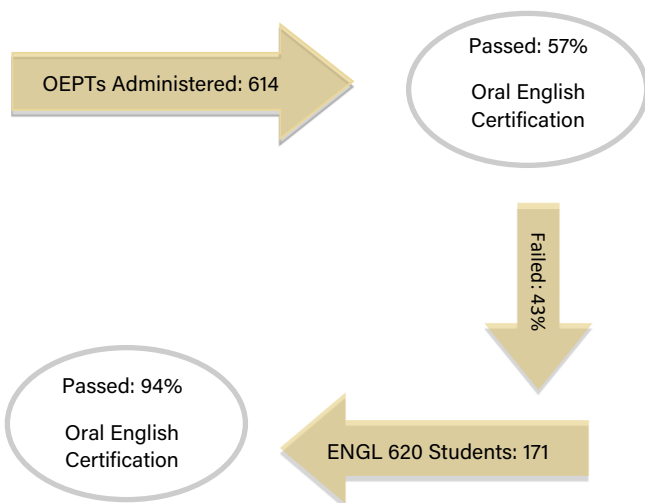 OEPTs Administered: 614
Passed: 57%
Oral English
Certification
Failed: 43%
ENGL 620 Students: 171
Passed: 94%
Oral English
Certification